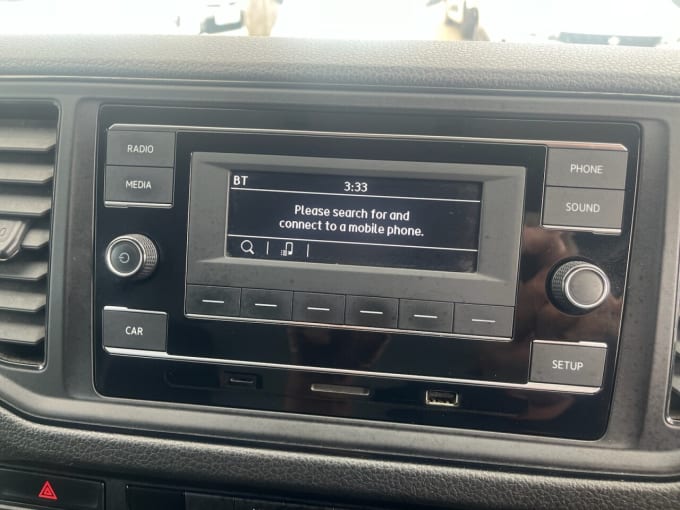 RADIO
MEDIA
BT 3:33
Please search for and
connect to a mobile phone.
PHONE
SOUND
CAR
SETUP